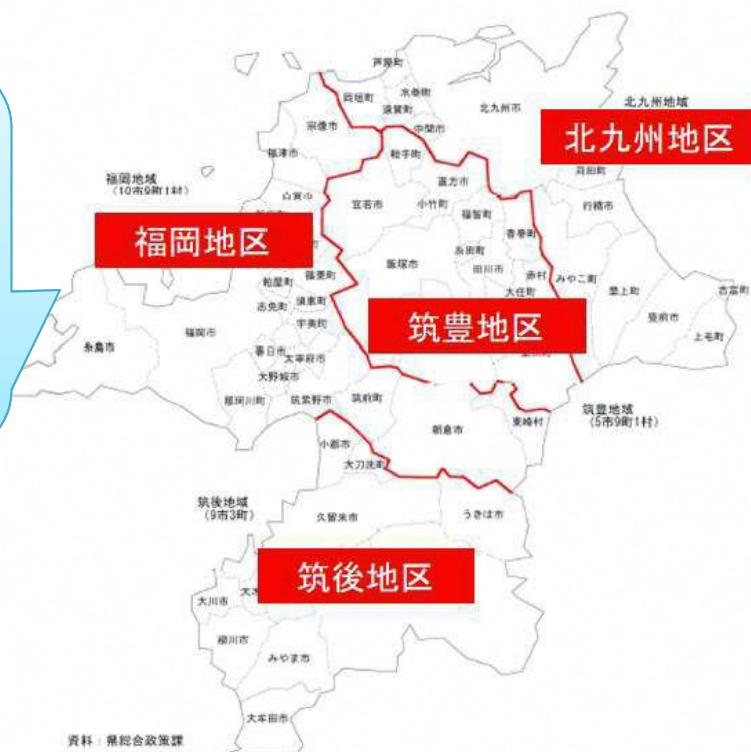 芦屋町
水巻町
岡垣町
遠賀町
北九州市
北九州地域
中間市
宗像市
北九州地区
鞍手町
福津市
苅田町
直方市
福岡地域
(10市9町1村)
古賀市
宮若市
小竹町
行橋市
福智町
香春町
福岡地区
糸田町
飯塚市
田川市
赤村
みやこ町
篠栗町
大任町
築上町
吉富町
粕屋町
志免町
須恵町
筑豊地区
豊前市
宇美町
上毛町
糸島市
福岡市
春日市
太宰府市
大野城市
那珂川町
筑紫野市
筑前町
筑豊地域
(5市9町1村)
朝倉市
東峰村
小郡市
大刀洗町
筑後地域
(9市3町)
久留米市
うきは市
筑後地区
大川市
柳川市
みやま市
大牟田市
資料：県総合政策課